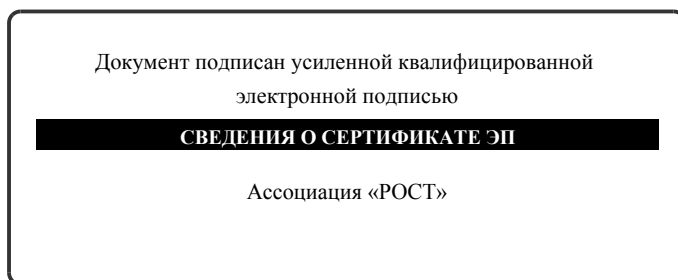 Документ подписан усиленной квалифицированной
электронной подписью
СВЕДЕНИЯ О СЕРТИФИКАТЕ ЭП
Ассоциация «РОСТ»